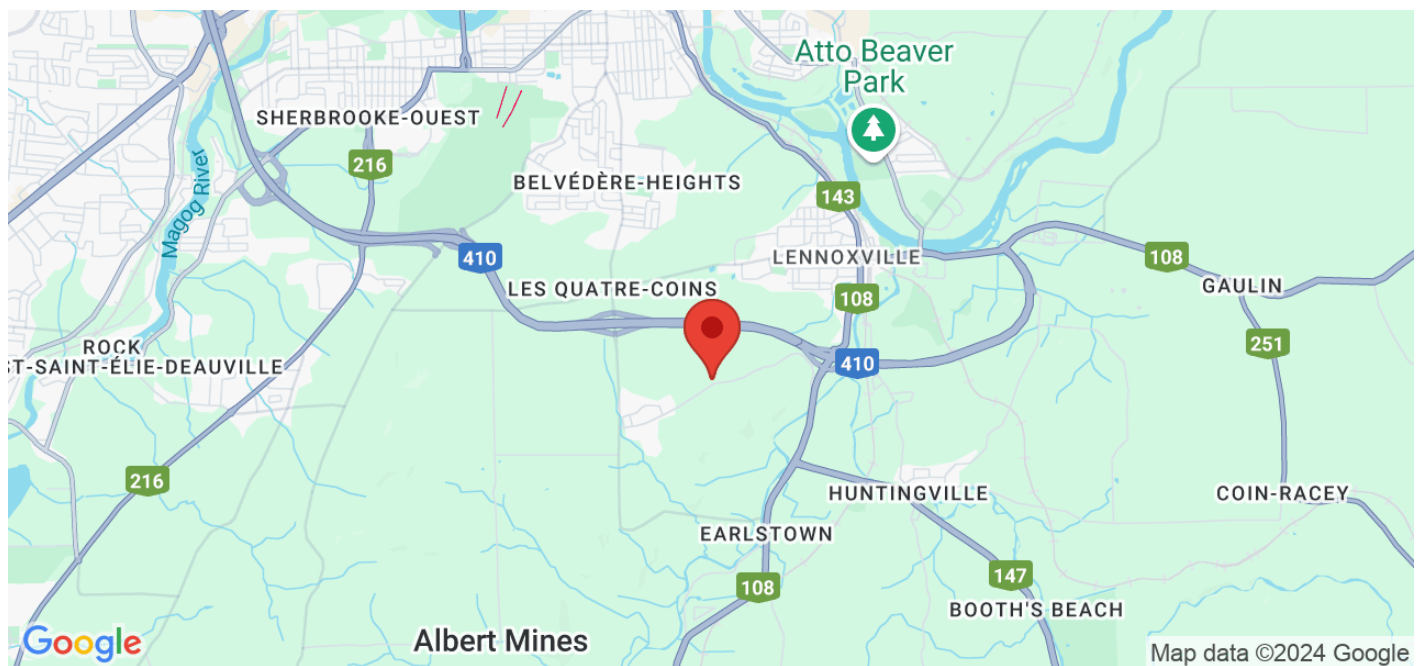 Atto Beaver
Park
SHERBROOKE-OUEST
216
Magog River
BELVÉDÈRE-HEIGHTS
143
410
LENNOXVILLE
108
108
GAULIN
LES QUATRE-COINS
251
ROCK
ST-SAINT-ÉLIE-DEAUVILLE
410
216
HUNTINGVILLE
COIN-RACEY
EARLSTOWN
108
147
BOOTH'S BEACH
Google
Albert Mines
Map data ©2024 Google